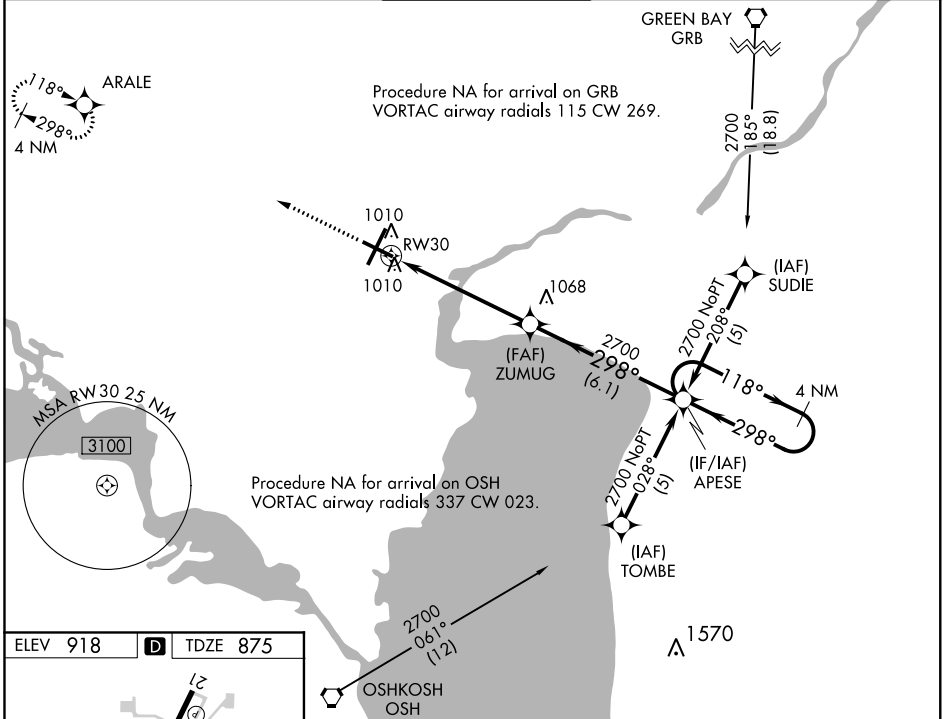 GREEN BAY
GRB
118°
ARALE
298°
4 NM
Procedure NA for arrival on GRB
VORTAC airway radials 115 CW 269.
2700
185°
(18.8)
1010
RW30
1010
(IAF)
SUDIE
1068
2700 NoPT
208°
(5)
(FAF)
ZUMUG
2700
298°
(6.1)
118°
4 NM
298°
(IF/IAF)
APESE
MSA RW30 25 NM
3100
Procedure NA for arrival on OSH
VORTAC airway radials 337 CW 023.
2700 NoPT
028°
(5)
(IAF)
TOMBE
2700
061°
(12)
1570
ELEV 918 D TDZE 875
21
P
OSHKOSH
OSH